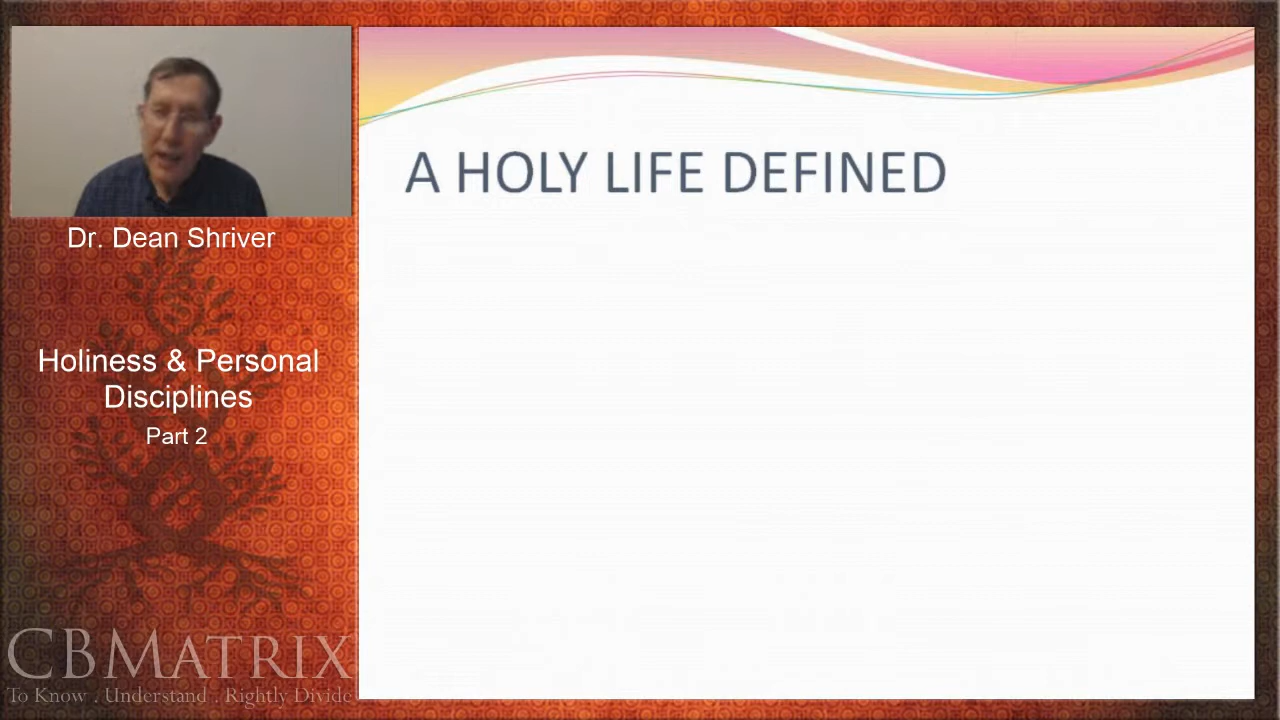 A HOLY LIFE DEFINED
Dr. Dean Shriver
Holiness & Personal
Disciplines
Part 2
CBMATRIX
To Know . Understand . Rightly Divide